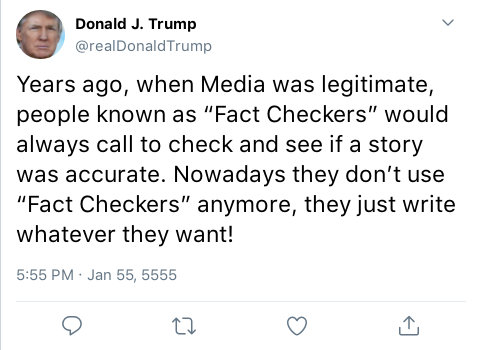 Donald J. Trump
@realDonaldTrump
Years ago, when Media was legitimate,
people known as “Fact Checkers” would
always call to check and see if a story
was accurate. Nowadays they don’t use
“Fact Checkers” anymore, they just write
whatever they want!
5:55 PM · Jan 55, 5555